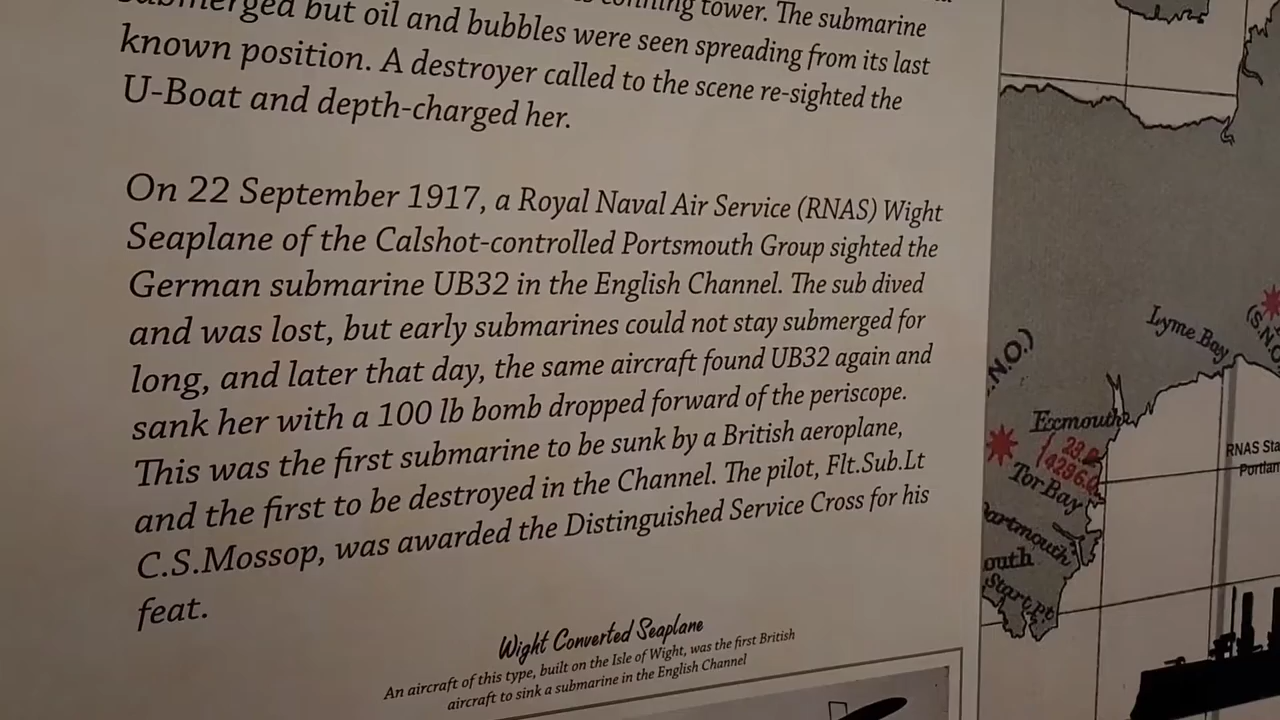 submerged but oil and bubbles were seen spreading from its last
conning tower. The submarine
known position. A destroyer called to the scene re-sighted the
U-Boat and depth-charged her.
On 22 September 1917, a Royal Naval Air Service (RNAS) Wight
Seaplane of the Calshot-controlled Portsmouth Group sighted the
German submarine UB32 in the English Channel. The sub dived
and was lost, but early submarines could not stay submerged for
long, and later that day, the same aircraft found UB32 again and
sank her with a 100 lb bomb dropped forward of the periscope.
This was the first submarine to be sunk by a British aeroplane,
and the first to be destroyed in the Channel. The pilot, Flt.Sub.Lt
C.S.Mossop, was awarded the Distinguished Service Cross for his
feat.
Wight Converted Seaplane
An aircraft of this type, built on the Isle of Wight, was the first British
aircraft to sink a submarine in the English Channel
Lyme Bay
(S.N.O
.N.O.)
Exmouth
Tor Bay
RNAS Sta
Portlan
artmouth
outh
Start Pt